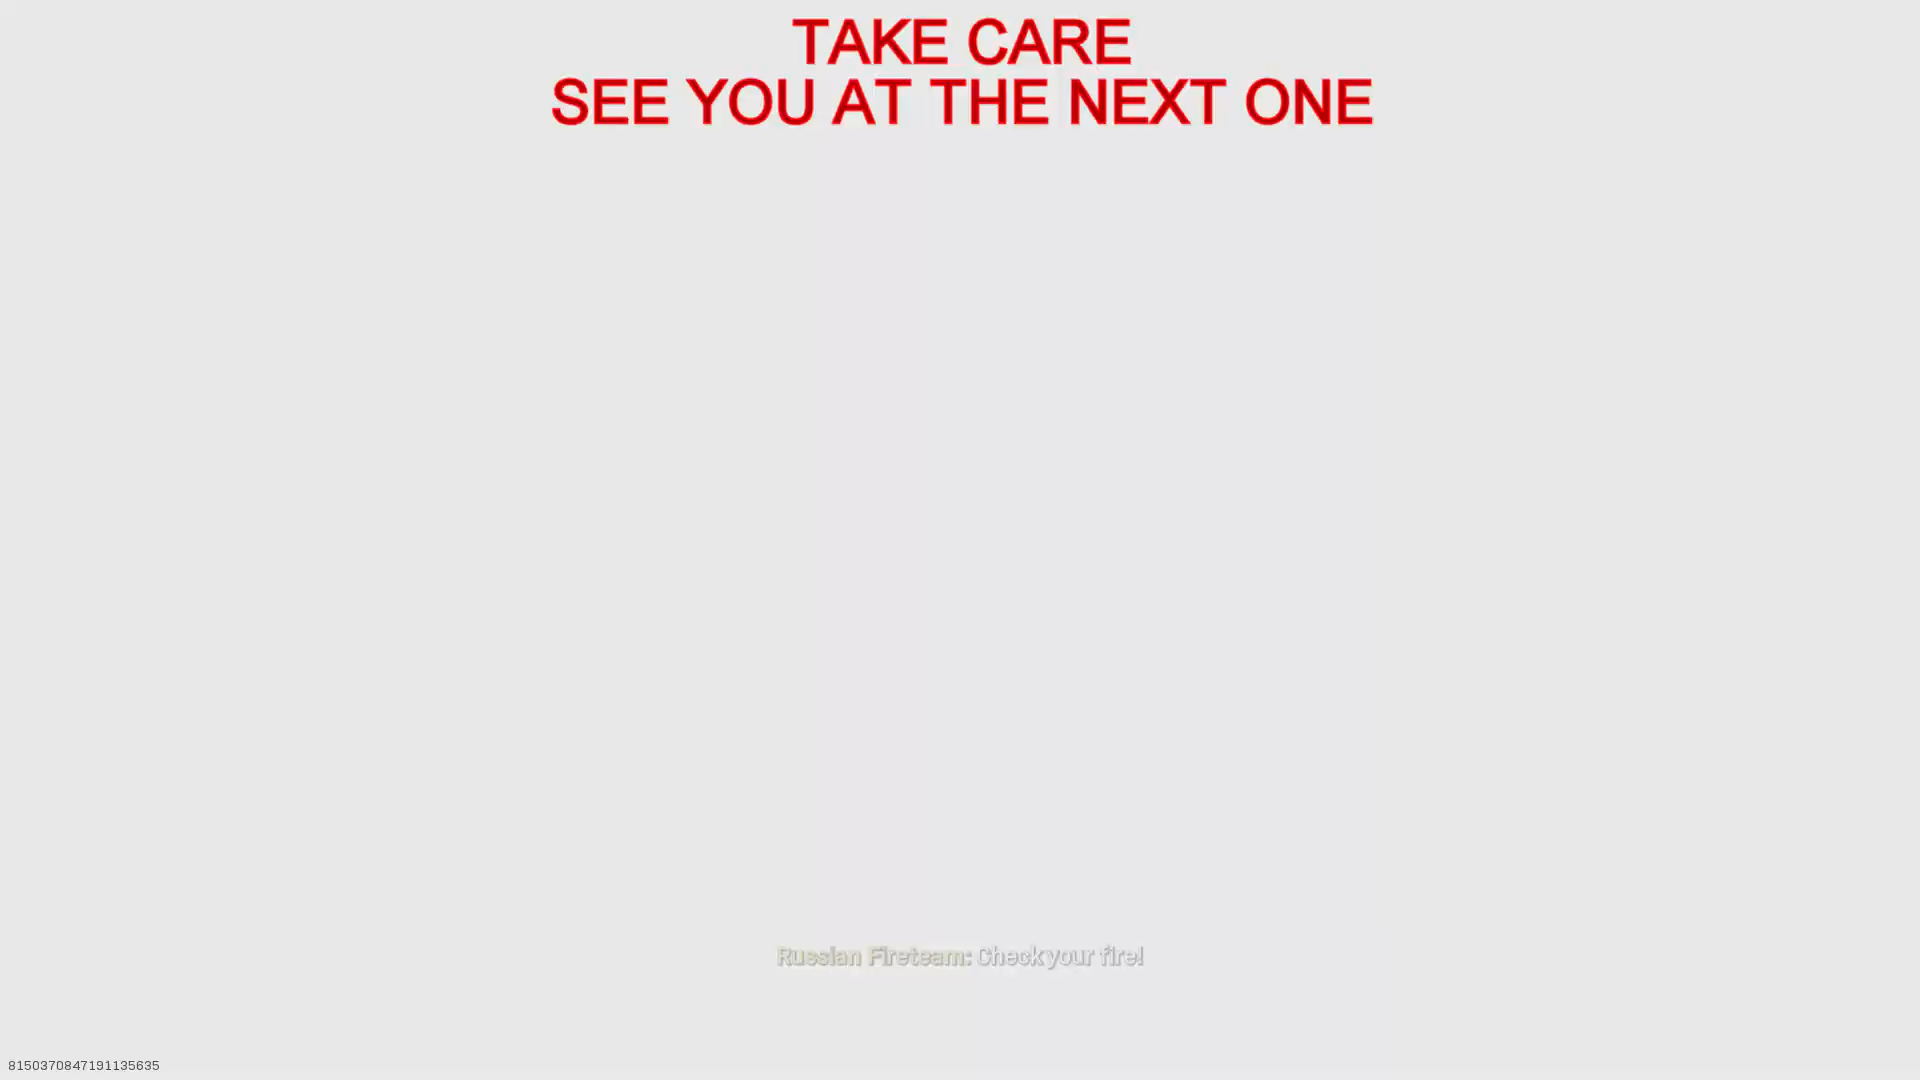 TAKE CARE
SEE YOU AT THE NEXT ONE
Russian Fireteam: Check your fire!
8150370847191135635